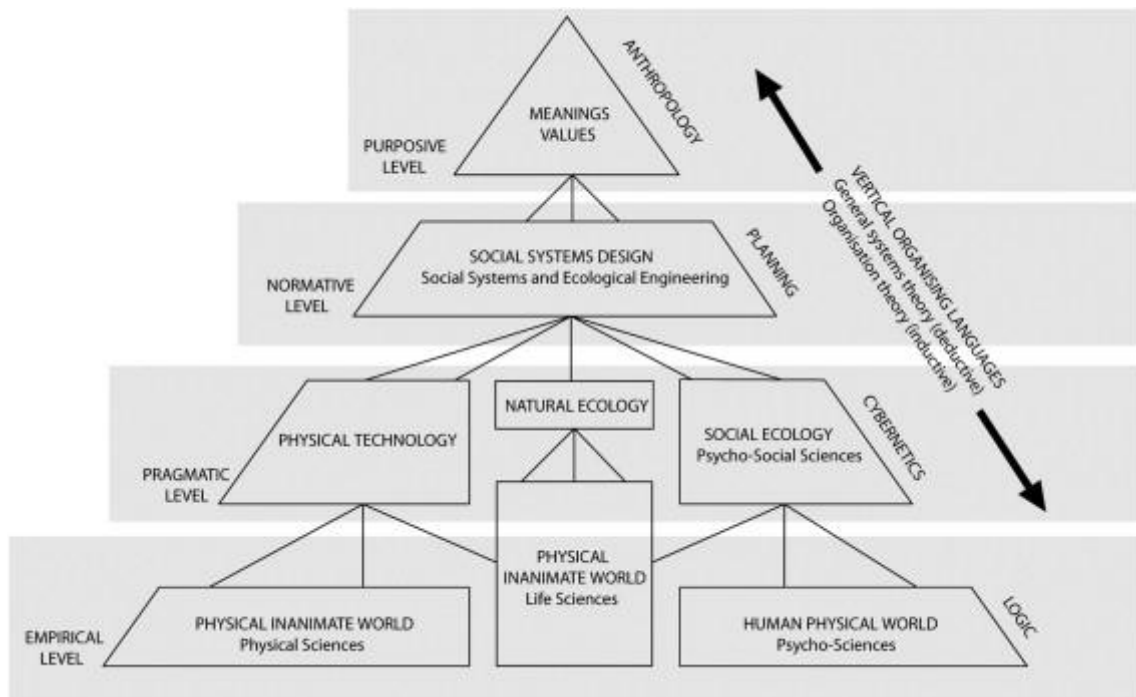 MEANINGS
VALUES
ANTHROPOLOGY
PURPOSIVE
LEVEL
VERTICAL ORGANISING LANGUAGES
General systems theory (deductive)
Organisation theory (inductive)
SOCIAL SYSTEMS DESIGN
Social Systems and Ecological Engineering
PLANNING
NORMATIVE
LEVEL
PHYSICAL TECHNOLOGY
NATURAL ECOLOGY
SOCIAL ECOLOGY
Psycho-Social Sciences
CYBERNETICS
PRAGMATIC
LEVEL
PHYSICAL
INANIMATE WORLD
Life Sciences
PHYSICAL INANIMATE WORLD
Physical Sciences
HUMAN PHYSICAL WORLD
Psycho-Sciences
LOGIC
EMPIRICAL
LEVEL